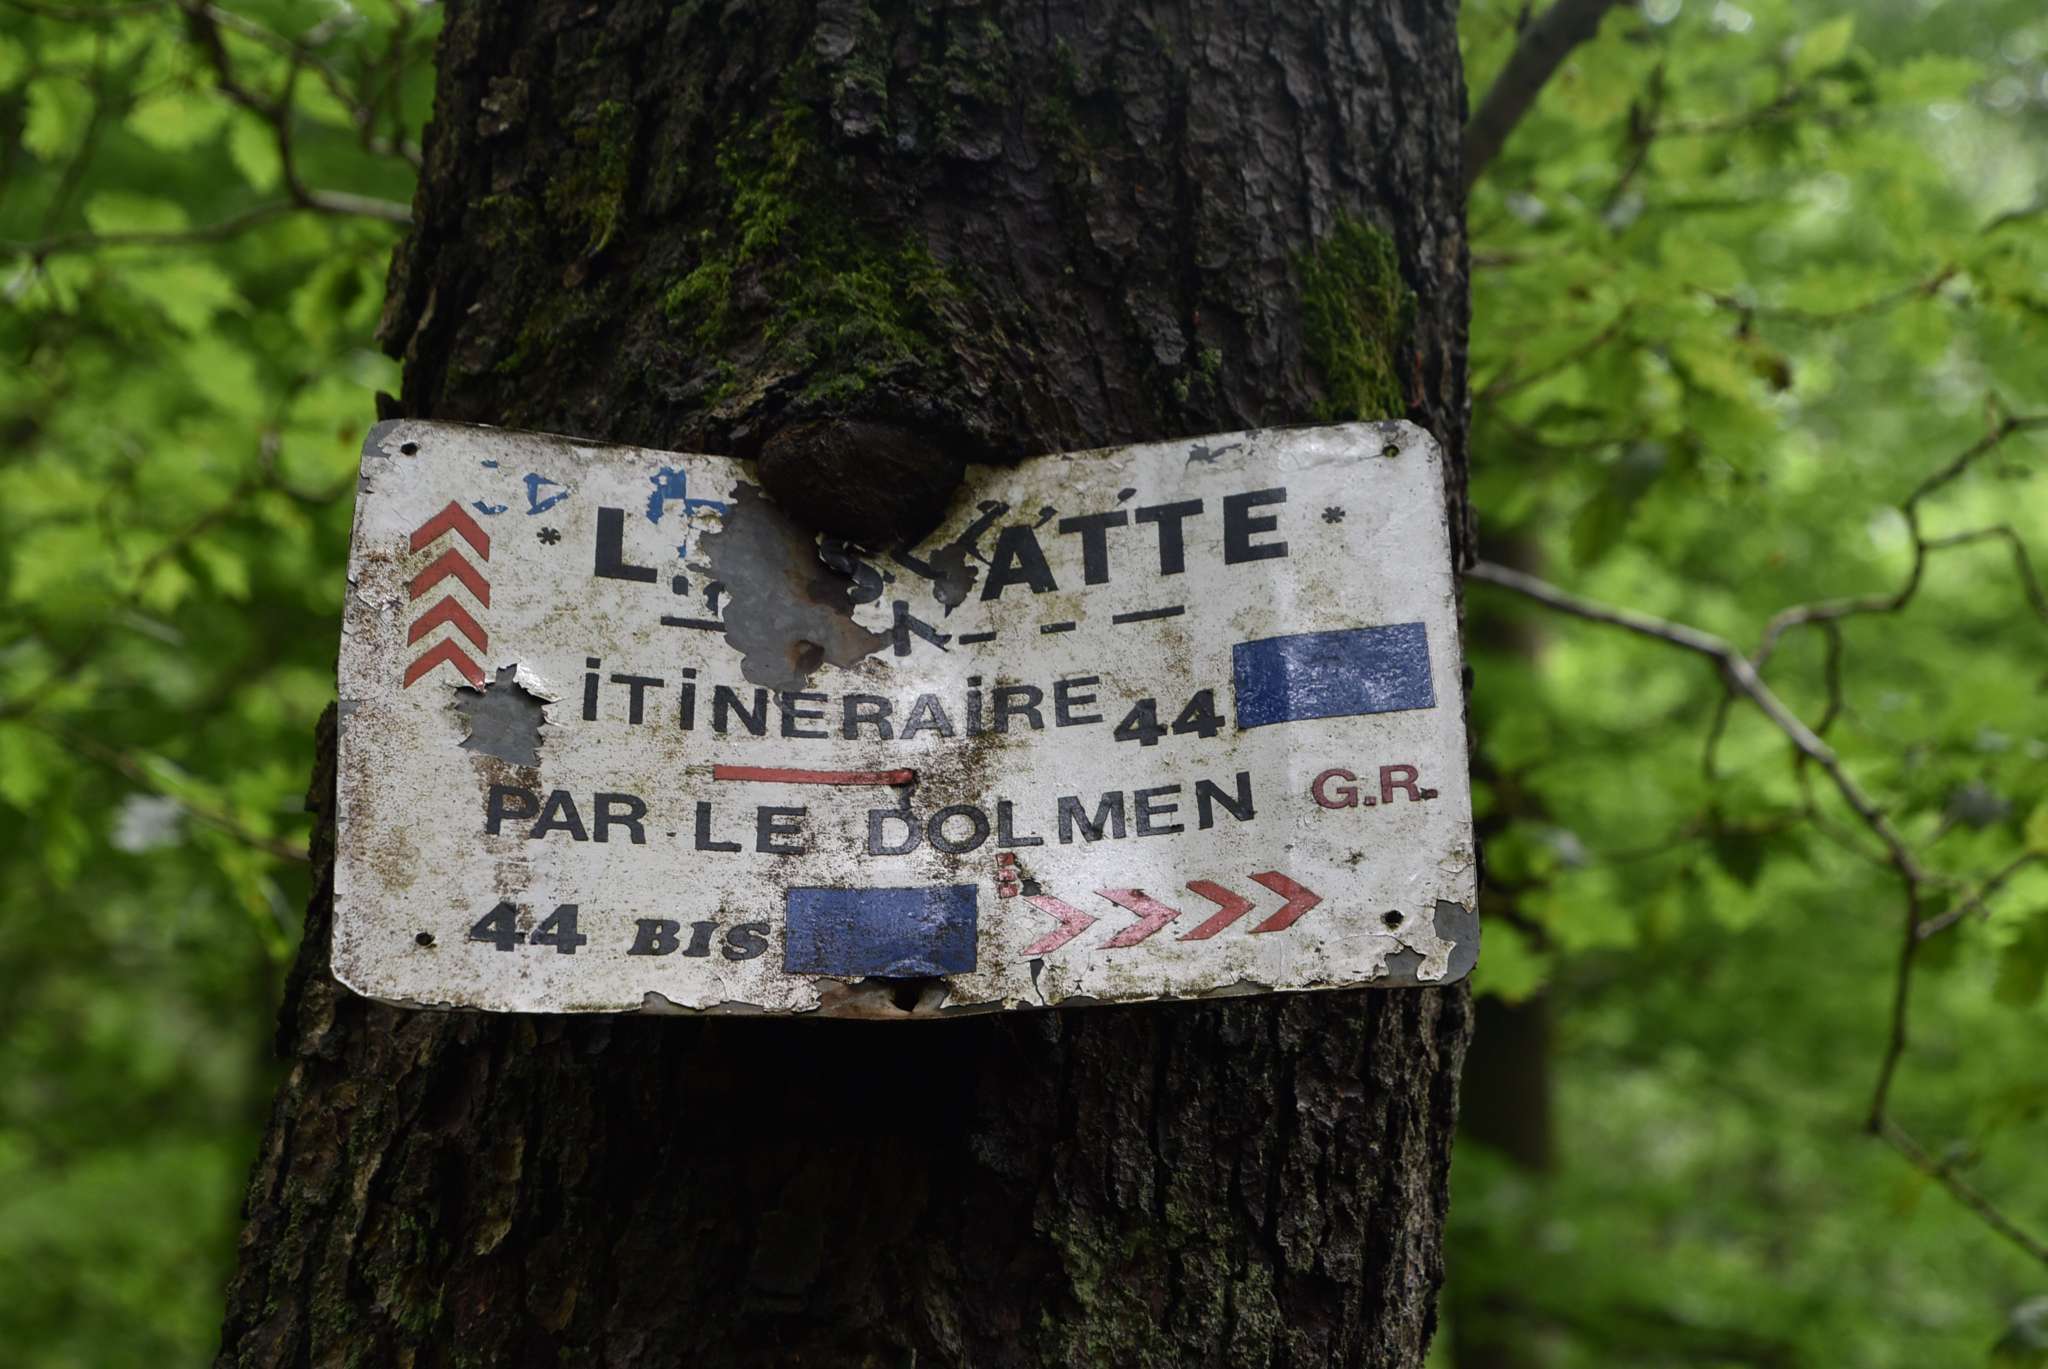 ITINERAIRE 44
PAR LE DOLMEN G.R.
44 BIS